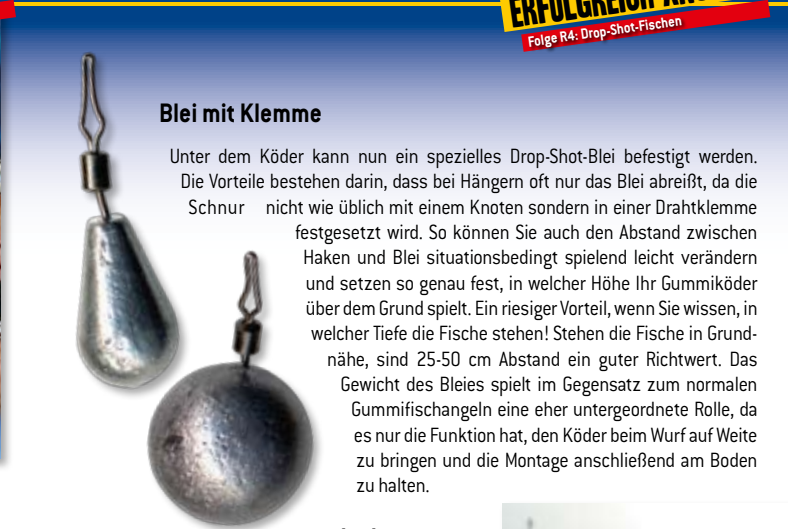 ERFOLGREICH
Folge R4: Drop-Shot-Fischen
Blei mit Klemme
Unter dem Köder kann nun ein spezielles Drop-Shot-Blei befestigt werden.
Die Vorteile bestehen darin, dass bei Hängern oft nur das Blei abreißt, da die
Schnur nicht wie üblich mit einem Knoten sondern in einer Drahtklemme
festgesetzt wird. So können Sie auch den Abstand zwischen
Haken und Blei situationsbedingt spielend leicht verändern
und setzen so genau fest, in welcher Höhe Ihr Gummiköder
über dem Grund spielt. Ein riesiger Vorteil, wenn Sie wissen, in
welcher Tiefe die Fische stehen! Stehen die Fische in Grund-
nähe, sind 25-50 cm Abstand ein guter Richtwert. Das
Gewicht des Bleies spielt im Gegensatz zum normalen
Gummifischangeln eine eher untergeordnete Rolle, da
es nur die Funktion hat, den Köder beim Wurf auf Weite
zu bringen und die Montage anschließend am Boden
zu halten.